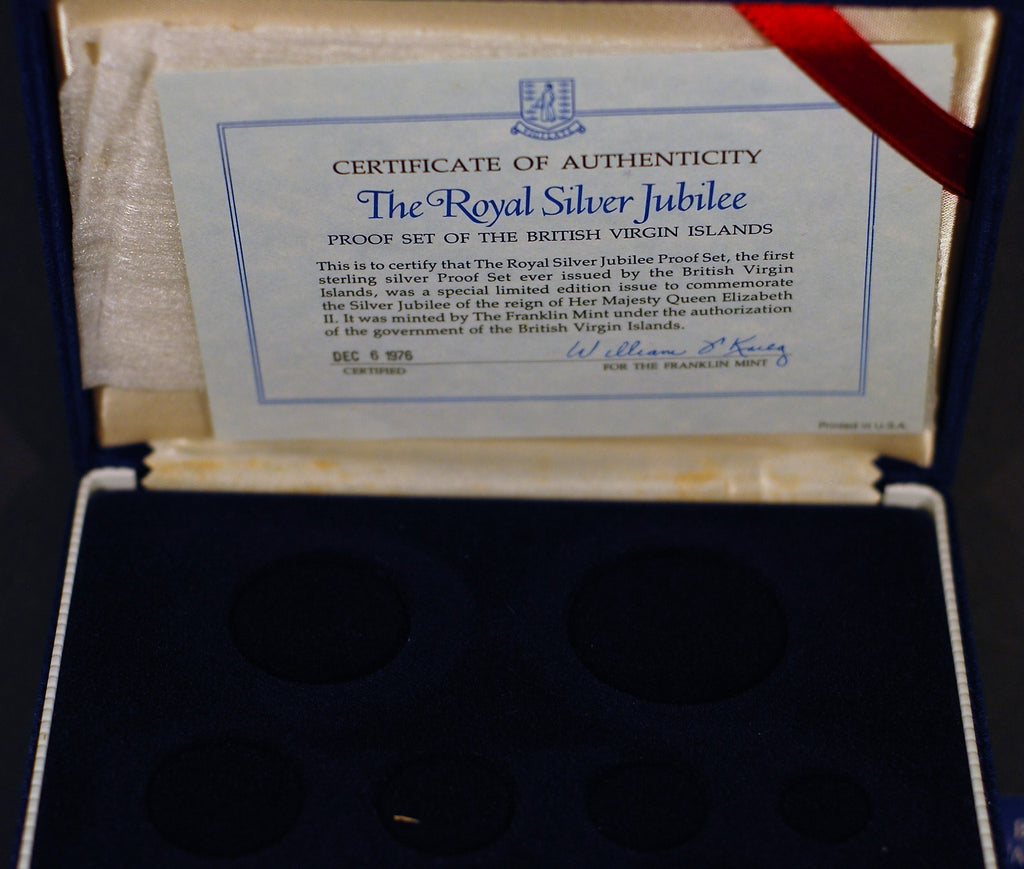 CERTIFICATE OF AUTHENTICITY
The Royal Silver Jubilee
PROOF SET OF THE BRITISH VIRGIN ISLANDS
This is to certify that The Royal Silver Jubilee Proof Set, the first
sterling silver Proof Set ever issued by the British Virgin
Islands, was a special limited edition issue to commemorate
the Silver Jubilee of the reign of Her Majesty Queen Elizabeth
II. It was minted by The Franklin Mint under the authorization
of the government of the British Virgin Islands.
DEC 6 1976
CERTIFIED
William
FOR THE FRANKLIN MINT
Printed in U.S.A.